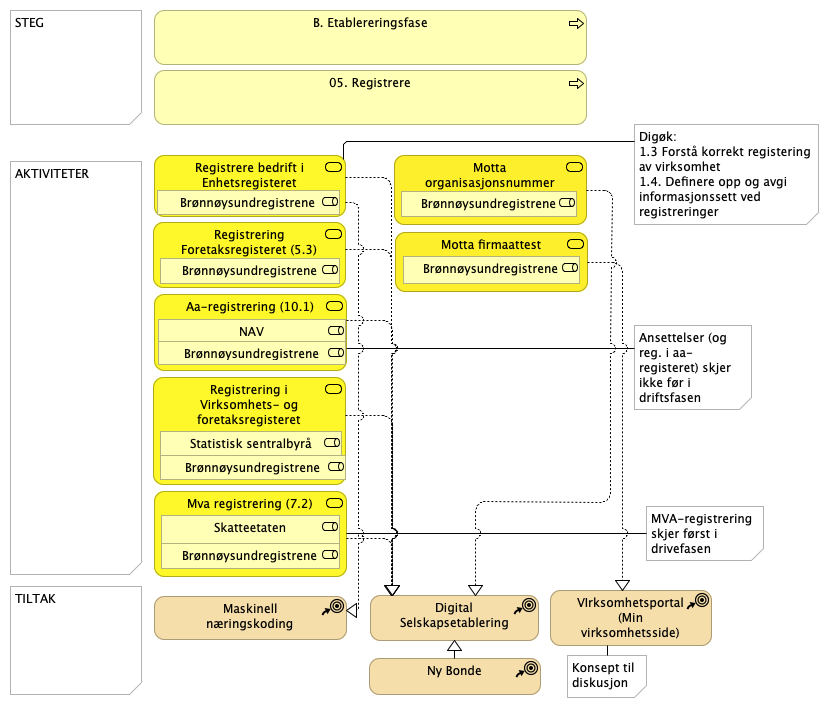 STEG
B. Etablereringsfase
05. Registrere
AKTIVITETER
Registrere bedrift i
Enhetsregisteret
Brønnøysundregistrene
Motta
organisasjonsnummer
Brønnøysundregistrene
Digøk:
1.3 Forstå korrekt registering
av virksomhet
1.4. Definere opp og avgi
informasjonssett ved
registreringer
Registrering
Foretaksregisteret (5.3)
Brønnøysundregistrene
Motta firmaattest
Brønnøysundregistrene
Aa-registrering (10.1)
NAV
Brønnøysundregistrene
Ansettelser (og
reg. i aa-
registeret) skjer
ikke før i
driftsfasen
Registrering i
Virksomhets- og
foretaksregisteret
Statistisk sentralbyrå
Brønnøysundregistrene
Mva registrering (7.2)
Skatteetaten
Brønnøysundregistrene
MVA-registrering
skjer først i
drivefasen
TILTAK
Maskinell
næringskoding
Digital
Selskapsetablering
VIrksomhetsportal
(Min
virksomhetsside)
Ny Bonde
Konsept til
diskusjon